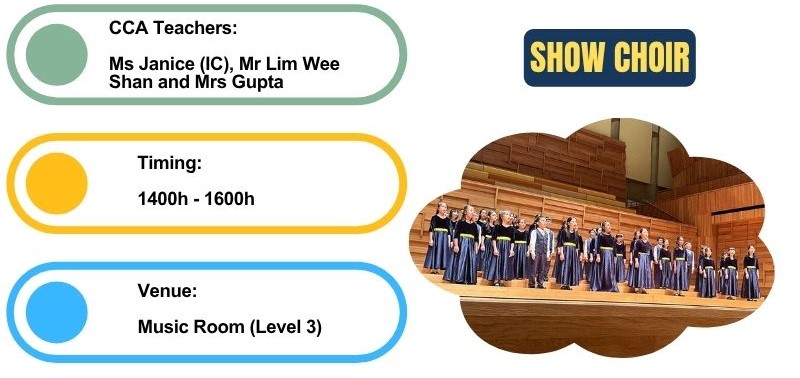 CCA Teachers:
Ms Janice (IC), Mr Lim Wee
Shan and Mrs Gupta
SHOW CHOIR
Timing:
1400h - 1600h
Venue:
Music Room (Level 3)